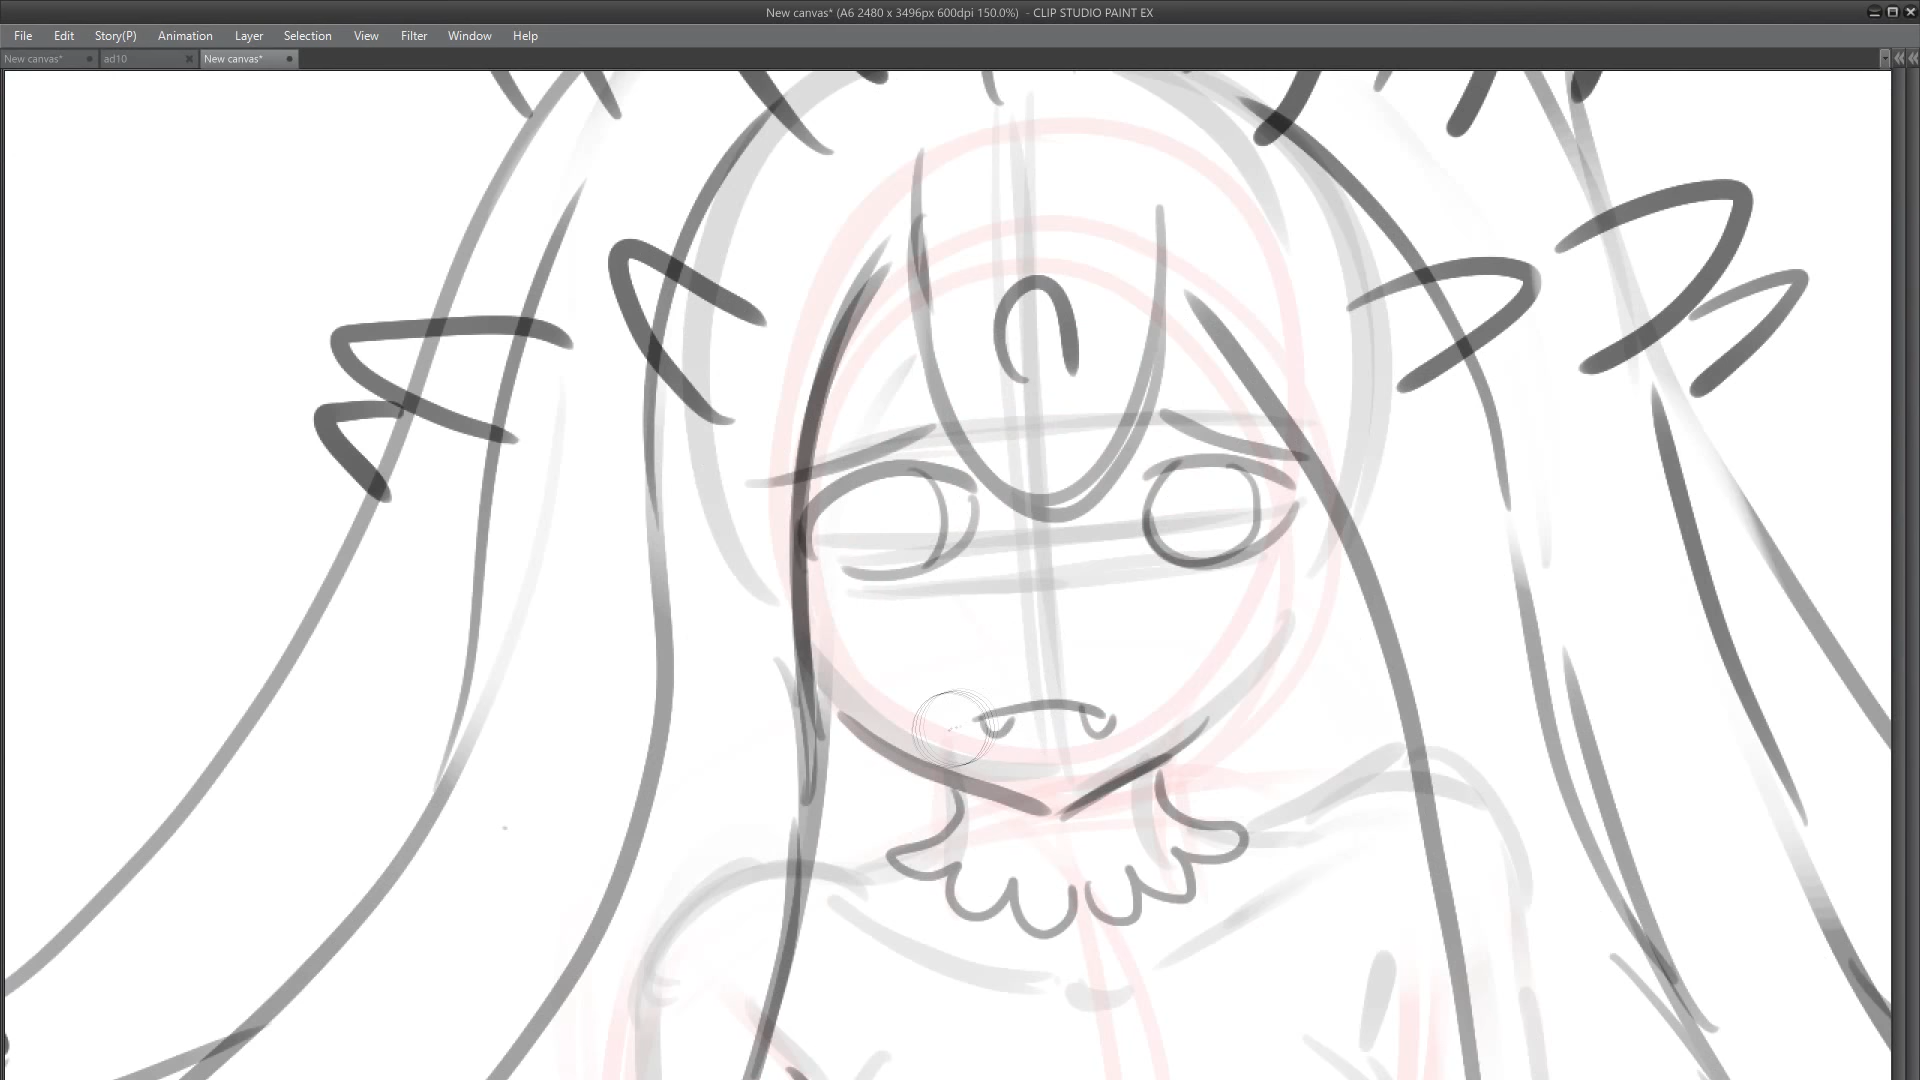 New canvas* (A6 2480 x 3496px 600dpi 150.0%) - CLIP STUDIO PAINT EX
File Edit Story(P) Animation Layer Selection View Filter Window Help
New canvas* ad10 New canvas*